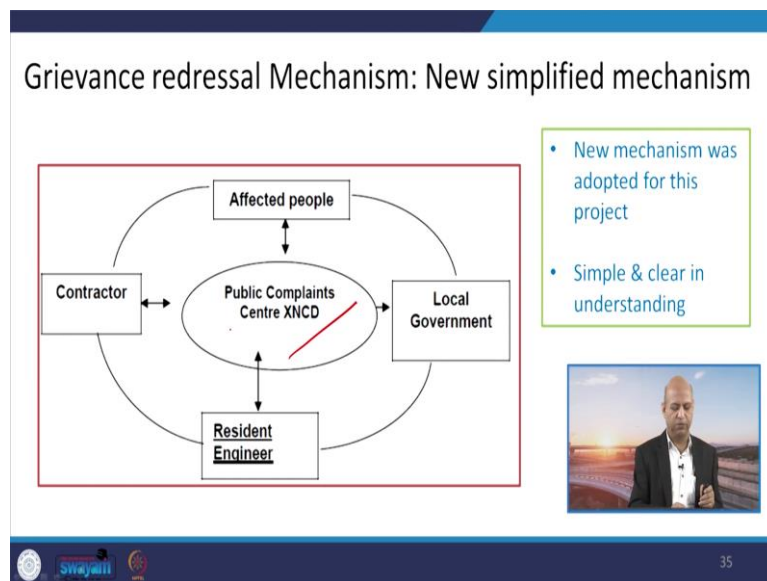 Grievance redressal Mechanism: New simplified mechanism
• New mechanism was
adopted for this
project
• Simple & clear in
understanding
Affected people
Contractor
Public Complaints
Centre XNCD
Local
Government
Resident
Engineer
swayam
35